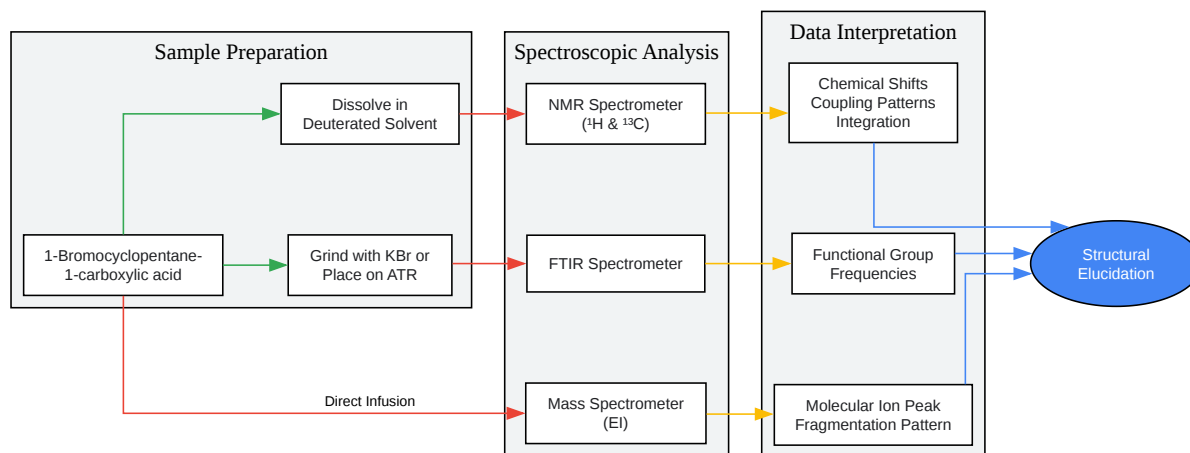 Sample Preparation
Spectroscopic Analysis
Data Interpretation
Dissolve in
Deuterated Solvent
NMR Spectrometer
(¹H & ¹³C)
Chemical Shifts
Coupling Patterns
Integration
1-Bromocyclopentane-
1-carboxylic acid
Grind with KBr or
Place on ATR
FTIR Spectrometer
Functional Group
Frequencies
Structural
Elucidation
Direct Infusion
Mass Spectrometer
(EI)
Molecular Ion Peak
Fragmentation Pattern